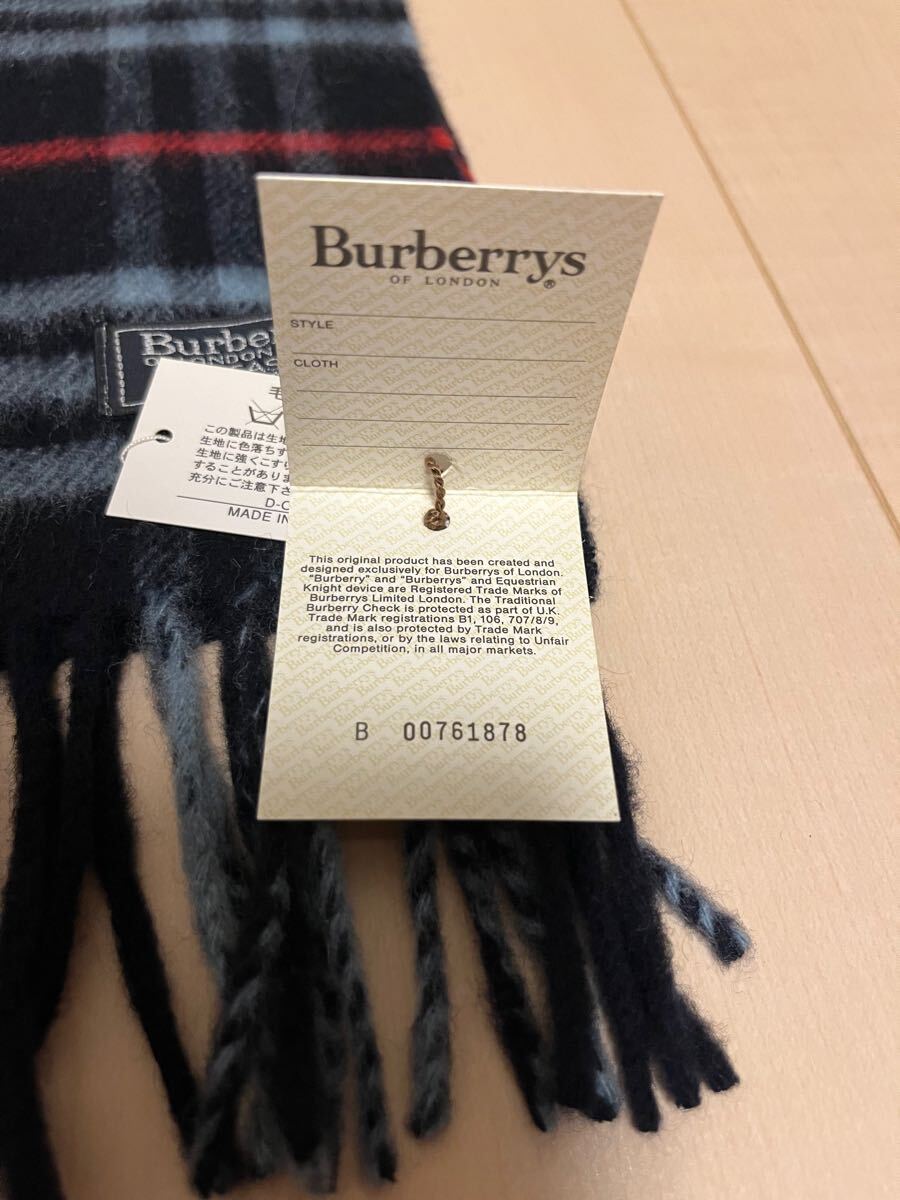 Burberrys
OF LONDON
®
STYLE
CLOTH
This original product has been created and
designed exclusively for Burberrys of London.
"Burberry" and "Burberrys" and Equestrian
Knight device are Registered Trade Marks of
Burberrys Limited London. The Traditional
Burberry Check is protected as part of U.K.
Trade Mark registrations B1, 106, 707/8/9,
and is also protected by Trade Mark
registrations, or by the laws relating to Unfair
Competition, in all major markets.
B 00761878
OF LONDON
毛
この製品は生地
生地に色落ちす
生地に強くこす
することがありま
充分にご注意下さ
MADE IN